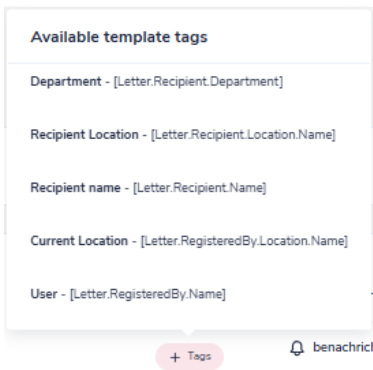 Available template tags
Department - [Letter.Recipient.Department]
Recipient Location - [Letter.Recipient.Location.Name]
Recipient name - [Letter.Recipient.Name]
Current Location - [Letter.RegisteredBy.Location.Name]
User - [Letter.RegisteredBy.Name]
+ Tags
benachrich